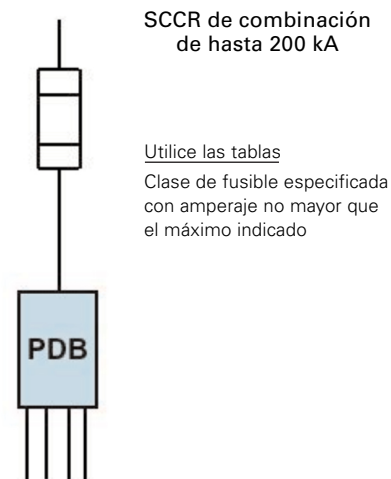 SCCR de combinación
de hasta 200 kA
Utilice las tablas
Clase de fusible especificada
con amperaje no mayor que
el máximo indicado
PDB